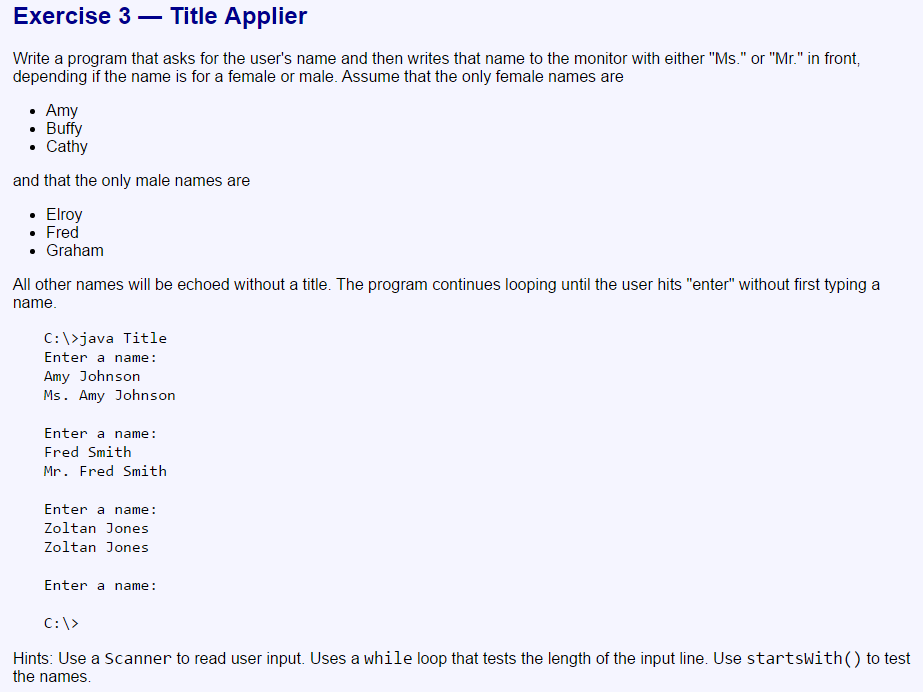 Exercise 3 — Title Applier
Write a program that asks for the user's name and then writes that name to the monitor with either "Ms." or "Mr." in front,
depending if the name is for a female or male. Assume that the only female names are
• Amy
• Buffy
• Cathy
and that the only male names are
• Elroy
• Fred
• Graham
All other names will be echoed without a title. The program continues looping until the user hits "enter" without first typing a
name.
C:\>java Title
Enter a name:
Amy Johnson
Ms. Amy Johnson
Enter a name:
Fred Smith
Mr. Fred Smith
Enter a name:
Zoltan Jones
Zoltan Jones
Enter a name:
C:\>
Hints: Use a Scanner to read user input. Uses a while loop that tests the length of the input line. Use startsWith() to test
the names.